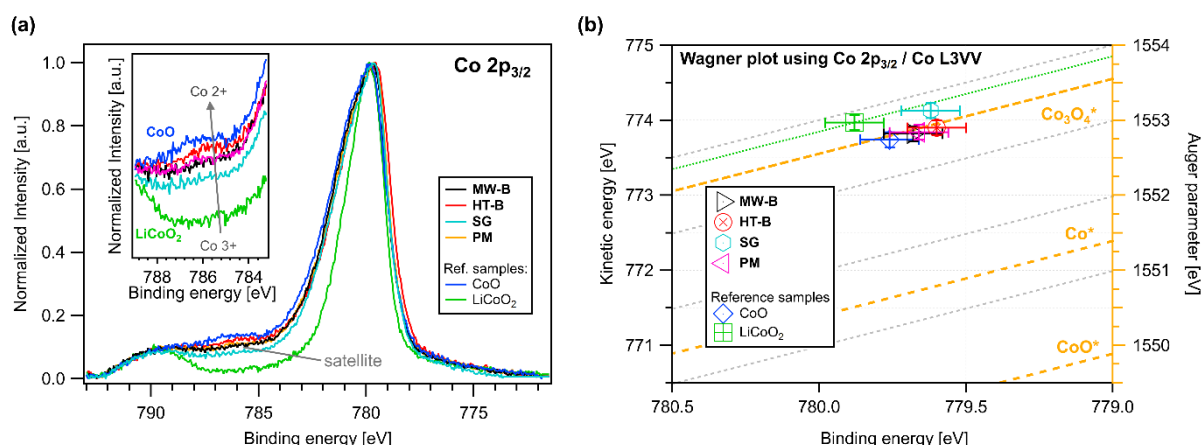 (a)
Co 2p3/2
Normalized Intensity [a.u.]
1.0
0.8
0.6
0.4
0.2
0.0
790
785
780
775
Binding energy [eV]
Normalized Intensity [a.u.]
CoO
Co 2+
LiCoO2
Co 3+
788
786
784
Binding energy [eV]
MW-B
HT-B
SG
PM
Ref. samples:
CoO
LiCoO2
satellite
(b)
Wagner plot using Co 2p3/2 / Co L3VV
Kinetic energy [eV]
775
774
773
772
771
780.5
780.0
779.5
779.0
Binding energy [eV]
MW-B
HT-B
SG
PM
Reference samples
CoO
LiCoO2
Co3O4*
Co*
CoO*
1554
1553
1552
1551
1550
Auger parameter [eV]